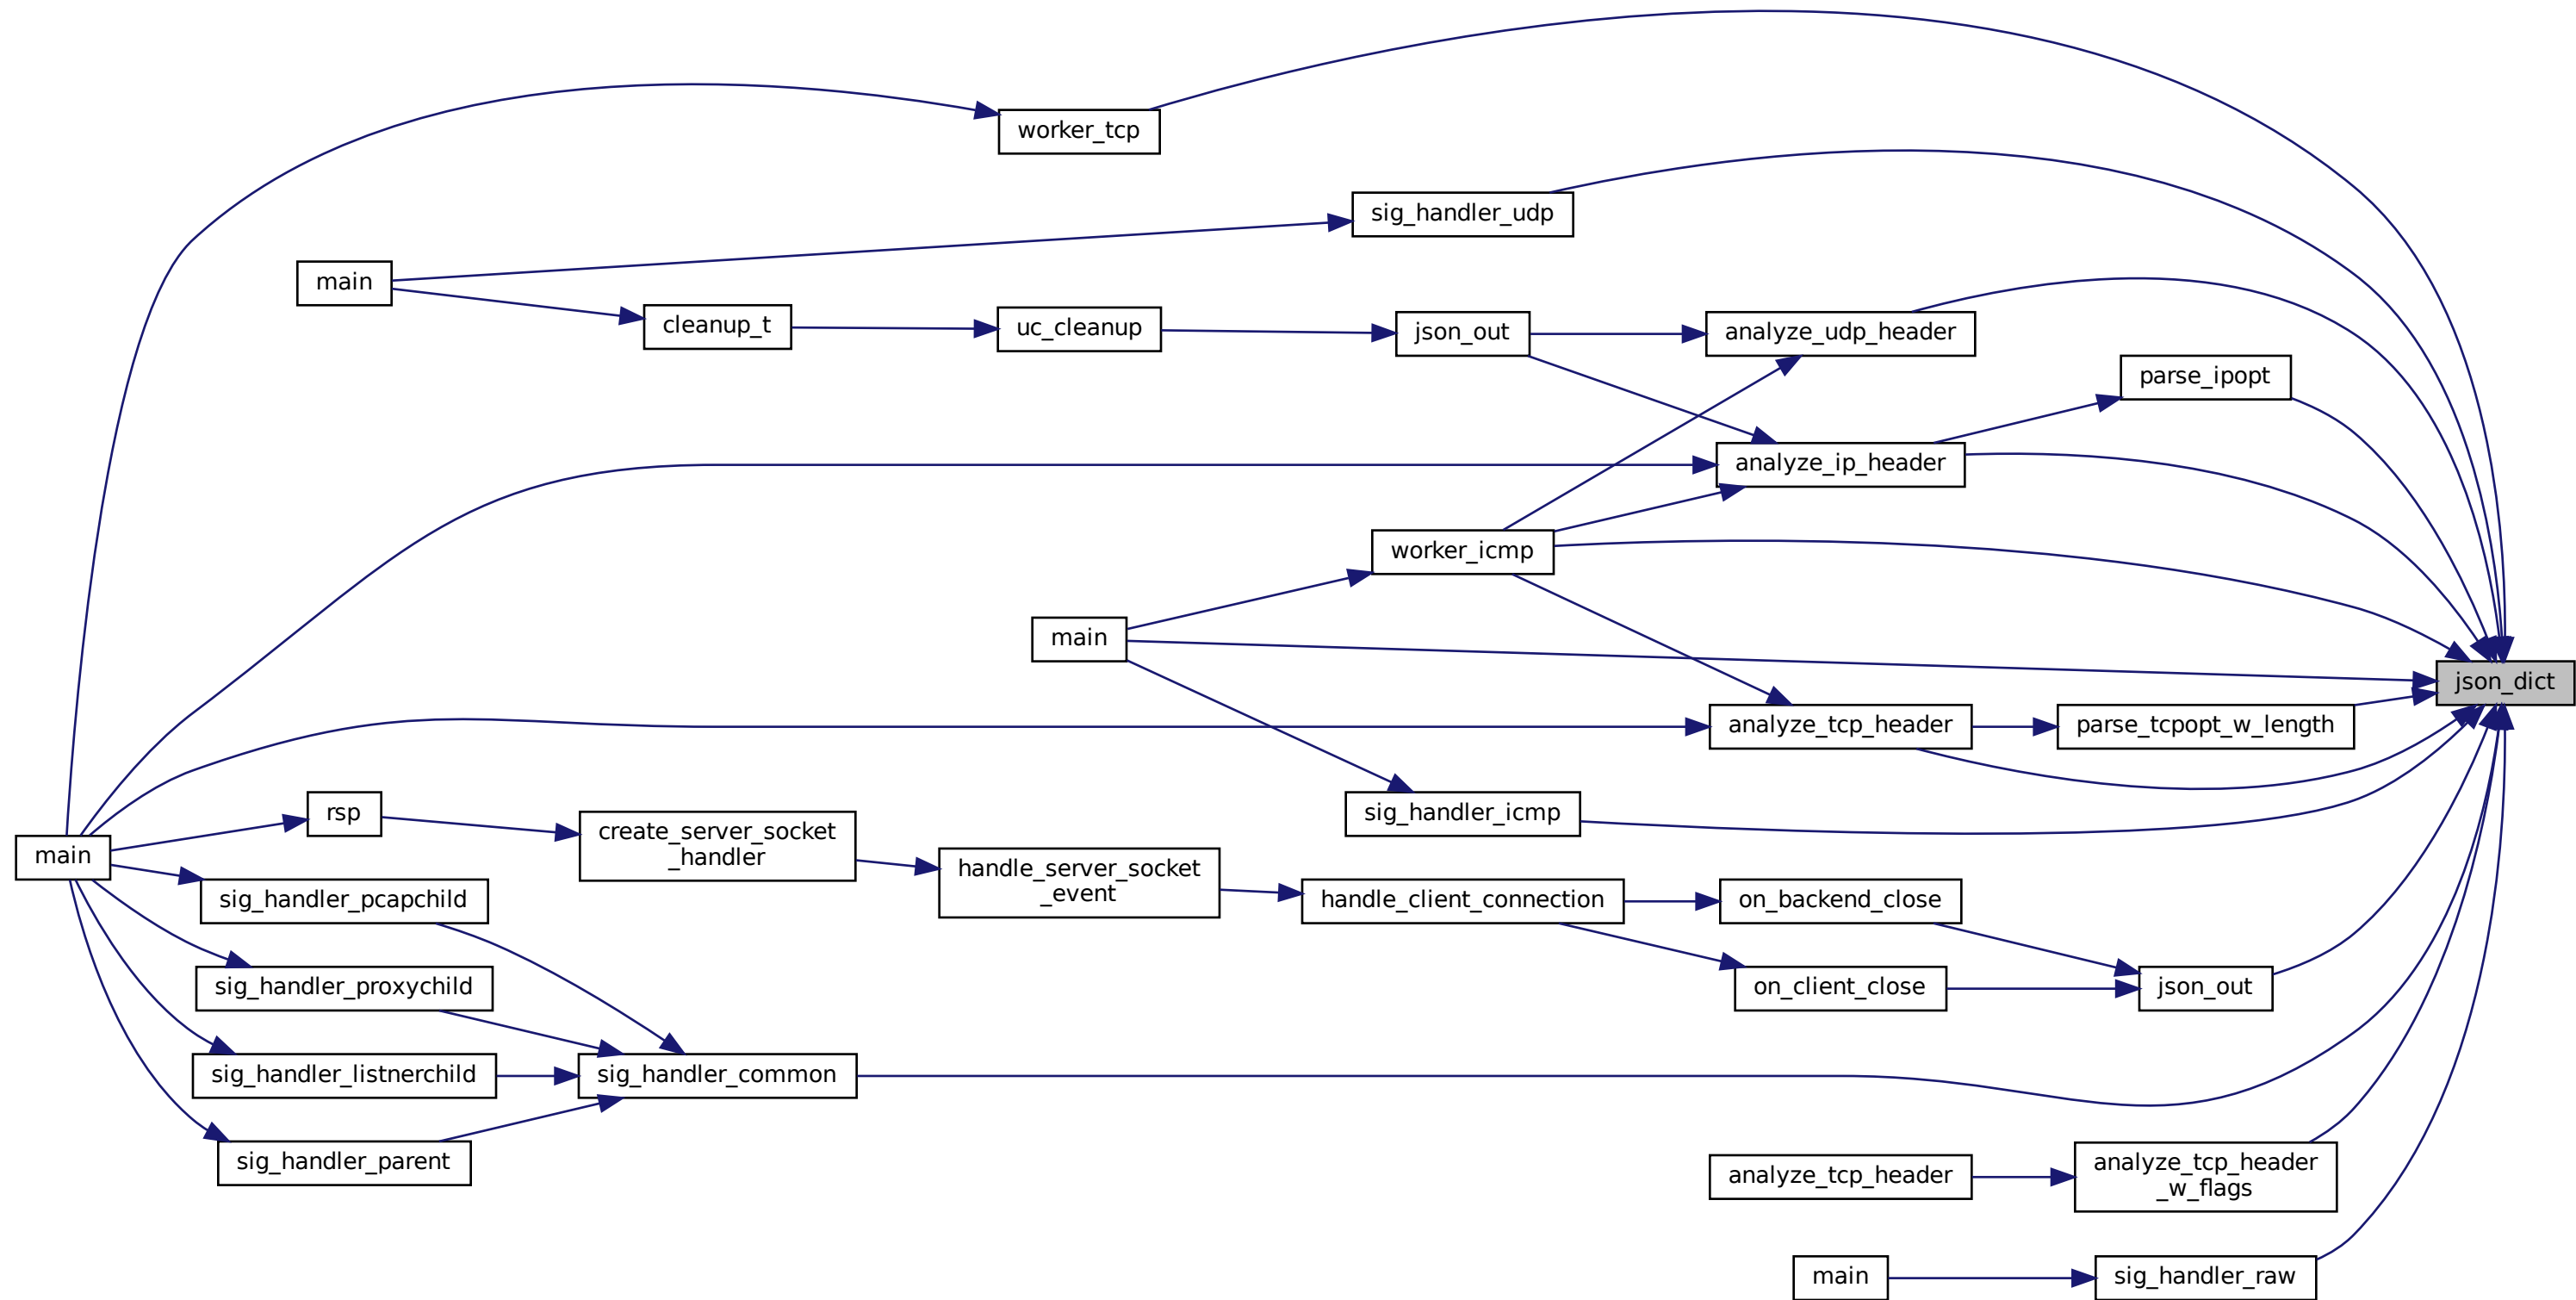 worker_tcp
sig_handler_udp
main
cleanup_t
uc_cleanup
json_out
analyze_udp_header
parse_ipopt
analyze_ip_header
worker_icmp
main
json_dict
analyze_tcp_header
parse_tcpopt_w_length
rsp
create_server_socket
_handler
sig_handler_icmp
main
handle_server_socket
_event
sig_handler_pcapchild
handle_client_connection
on_backend_close
sig_handler_proxychild
on_client_close
json_out
sig_handler_listnerchild
sig_handler_common
sig_handler_parent
analyze_tcp_header
analyze_tcp_header
_w_flags
main
sig_handler_raw